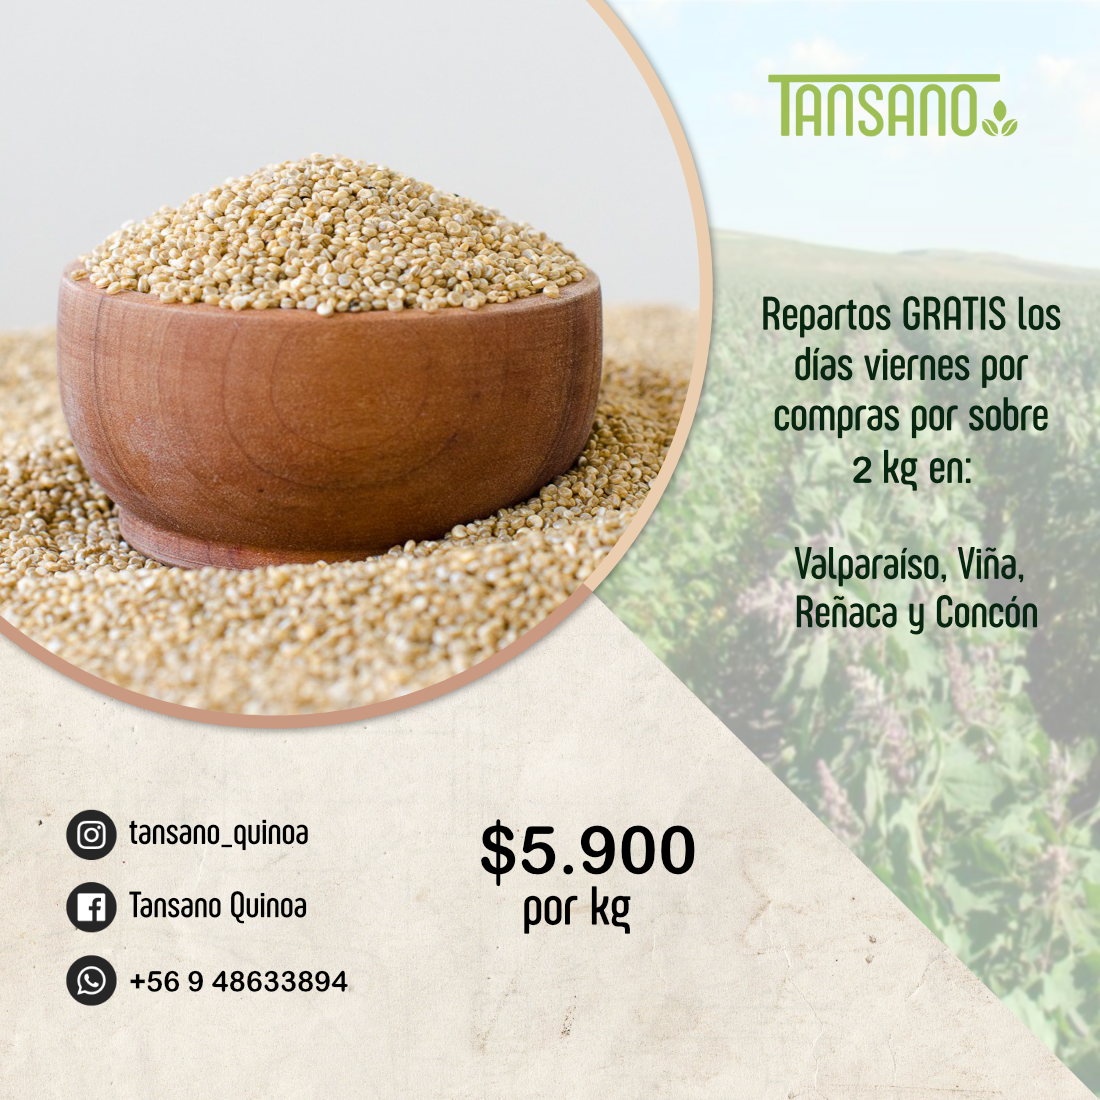 TANSANO
Repartos GRATIS los
días viernes por
compras por sobre
2 kg en:
Valparaíso, Viña,
Reñaca y Concón
tansano_quinoa
Tansano Quinoa
+56 9 48633894
$5.900
por kg